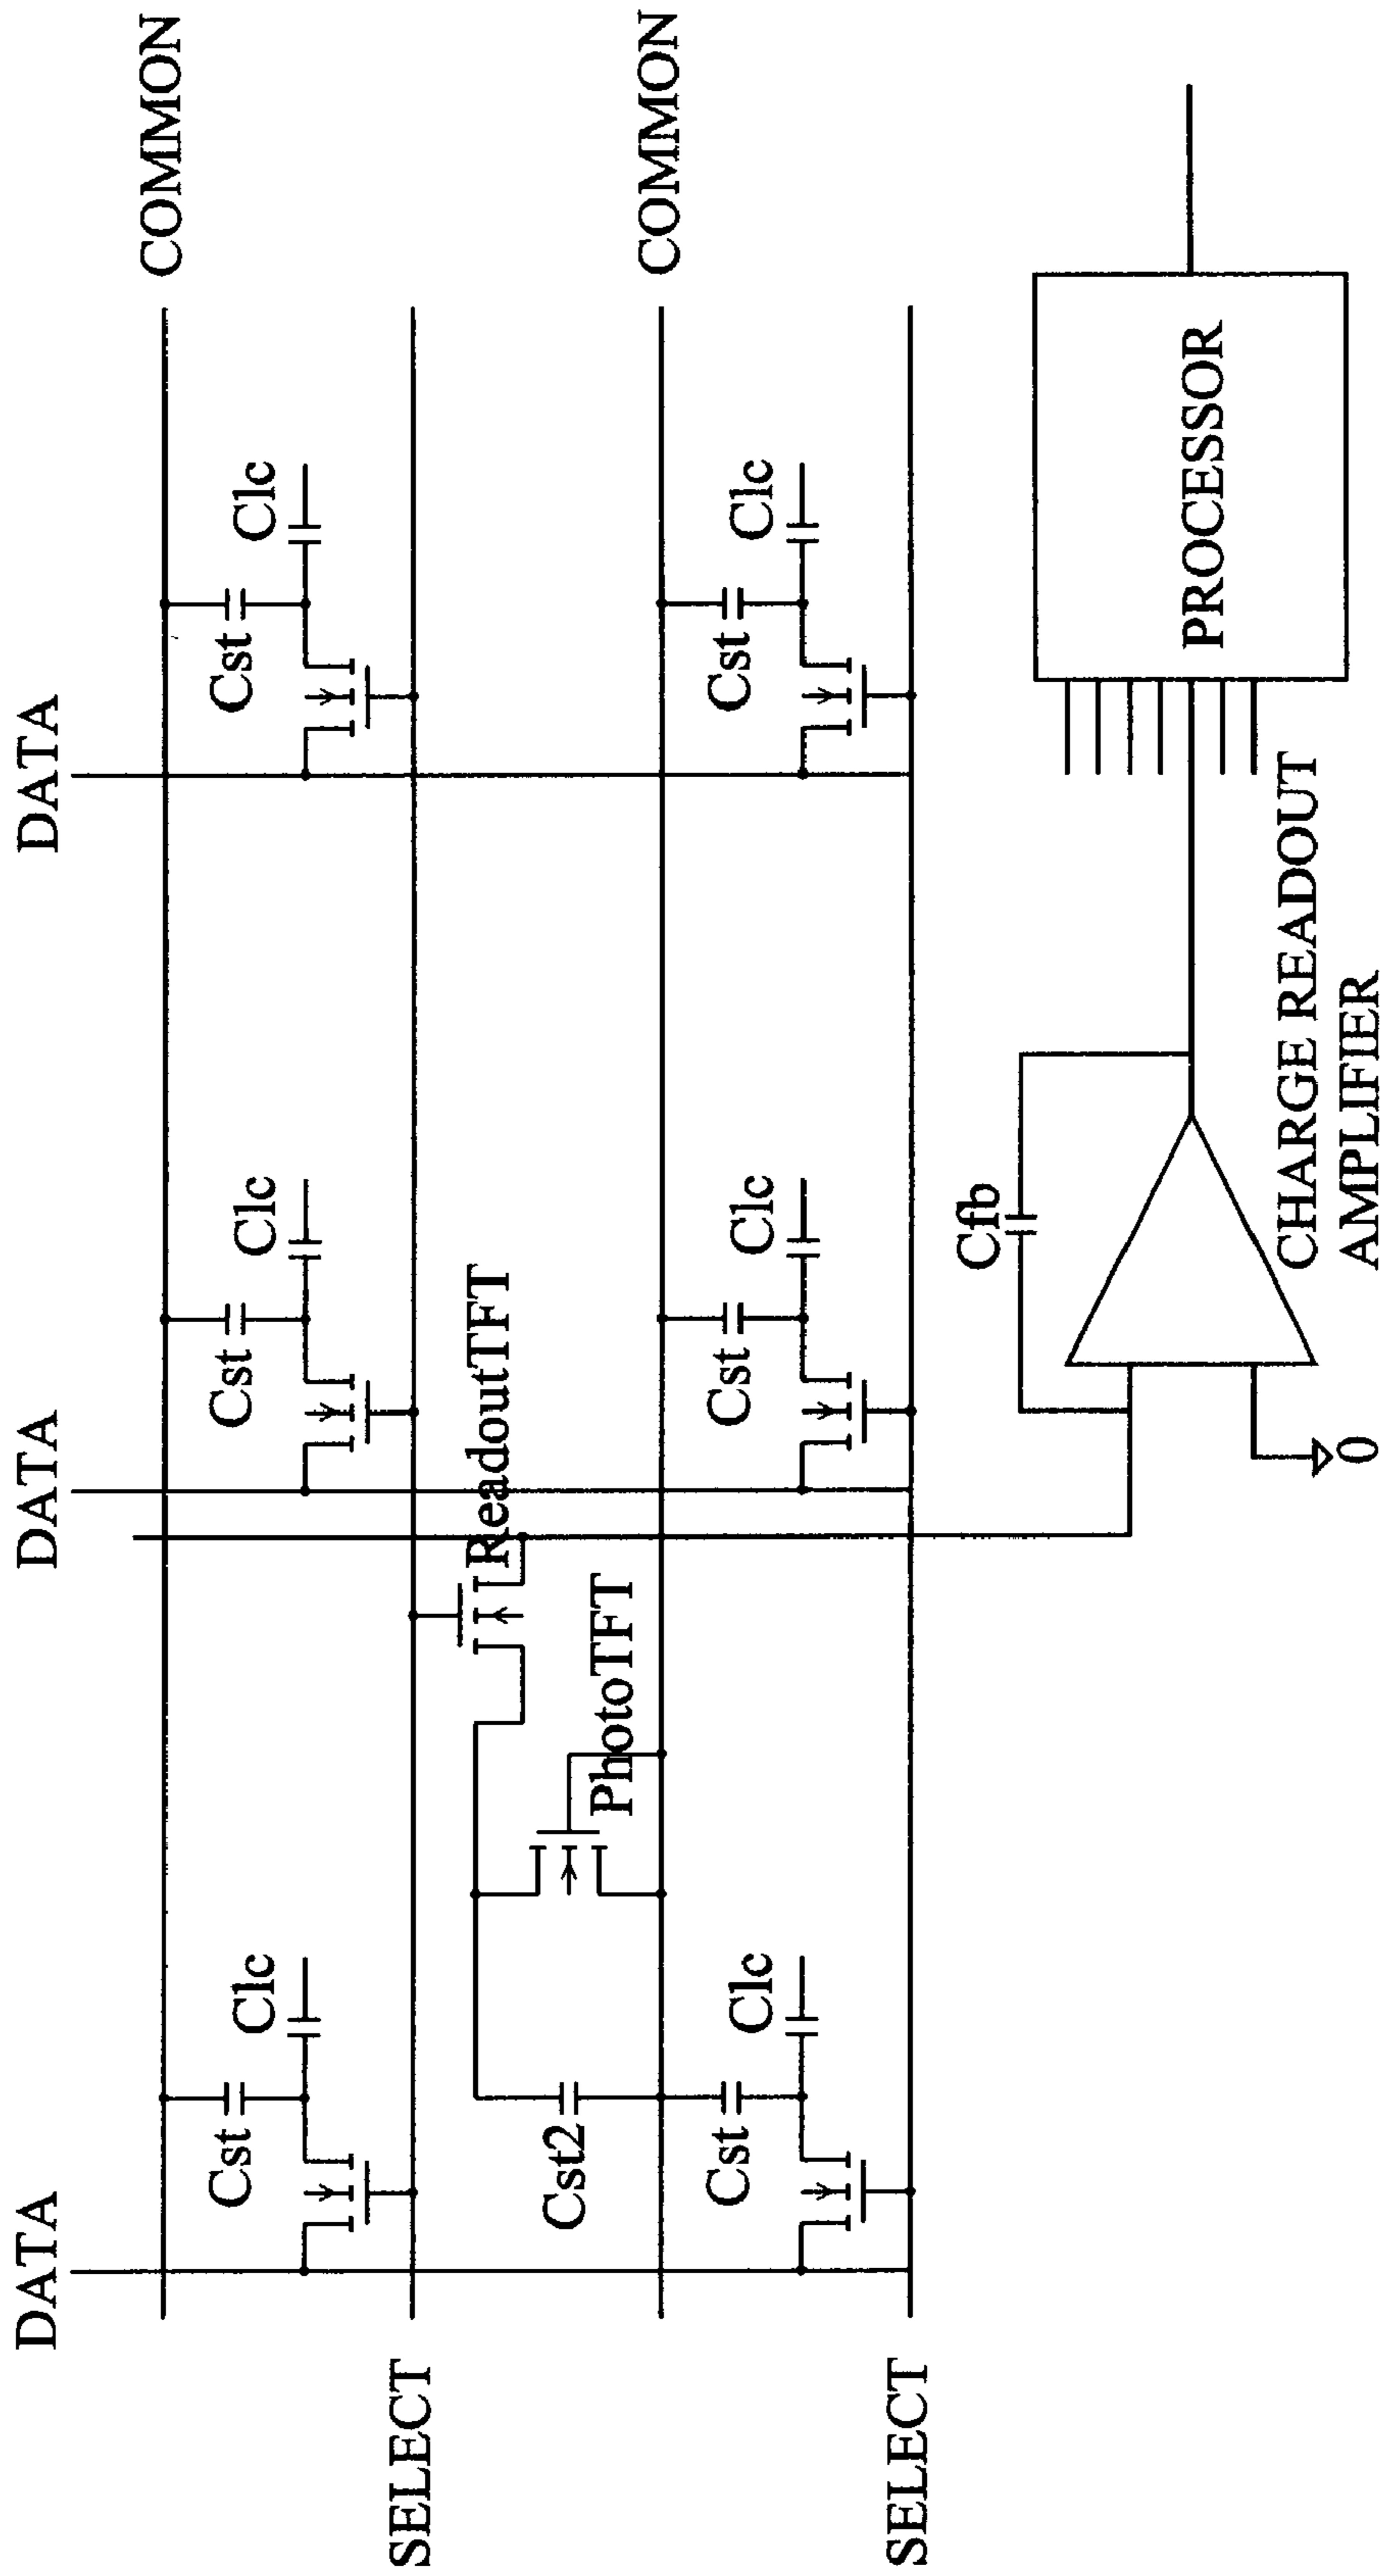 DATA
DATA
DATA
COMMON
Cst
Clc
Cst
Clc
Cst
Clc
SELECT
ReadoutTFT
PhotoTFT
Cst2
COMMON
Cst
Clc
Cst
Clc
Cst
Clc
SELECT
Cfb
0
CHARGE READOUT
AMPLIFIER
PROCESSOR